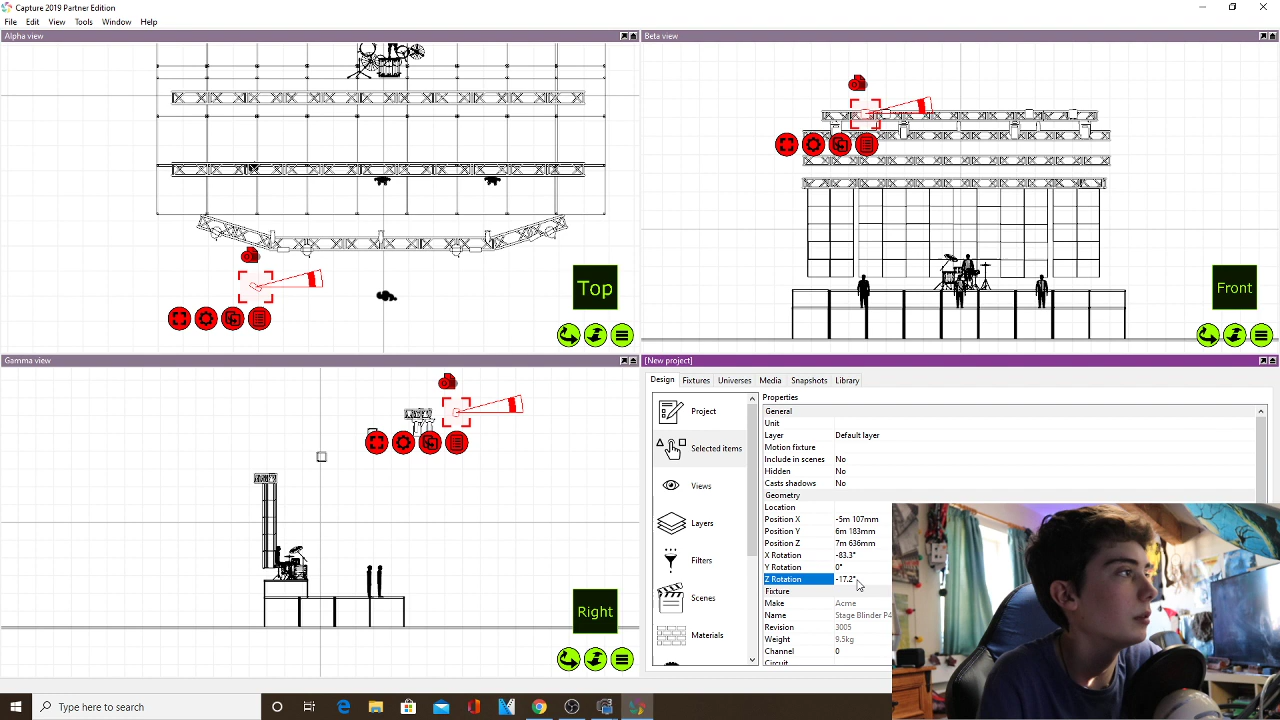 Capture 2019 Partner Edition
File Edit View Tools Window Help
Alpha view
Beta view
Top
Front
Gamma view
[New project]
Right
Design Fixtures Universes Media Snapshots Library
Project
Selected items
Views
Layers
Filters
Scenes
Materials
Properties
General
Unit
Layer Default layer
Motion fixture
Include in scenes No
Hidden No
Casts shadows No
Geometry
Location
Position X -5m 107mm
Position Y 6m 183mm
Position Z 7m 636mm
X Rotation -83.3°
Y Rotation 0°
Z Rotation -17.2°
Fixture
Make Acme
Name Stage Blinder P4
Revision 3005
Weight 9.5kg
Channel 0
Circuit
Type here to search